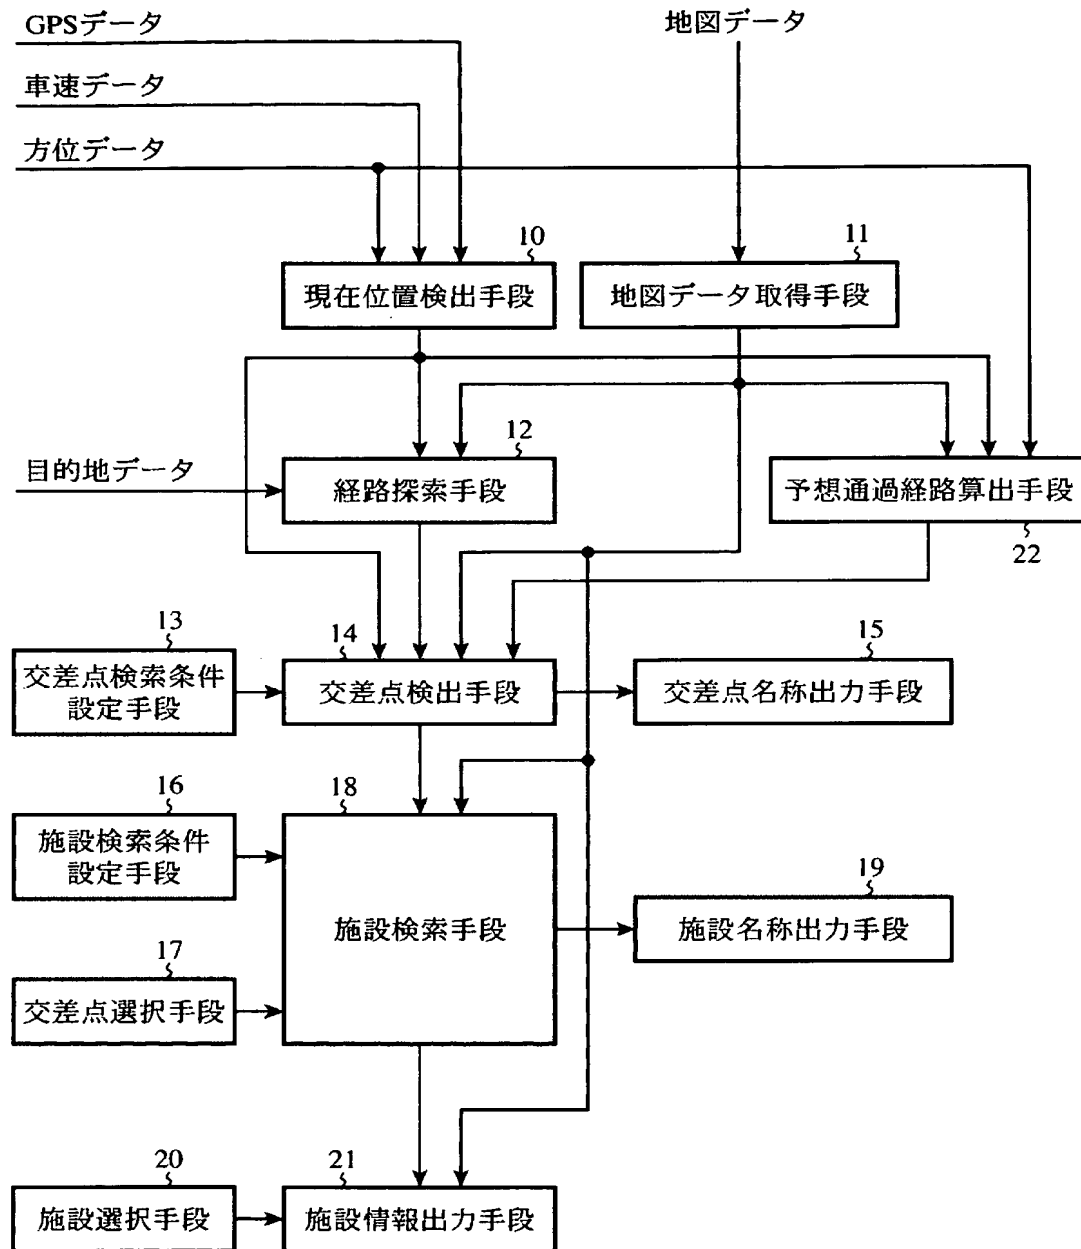 GPSデータ
地図データ
車速データ
方位データ
10
11
現在位置検出手段
地図データ取得手段
12
目的地データ
経路探索手段
予想通過経路算出手段
22
13
14
15
交差点検索条件
設定手段
交差点検出手段
交差点名称出力手段
16
18
施設検索条件
設定手段
施設検索手段
19
施設名称出力手段
17
交差点選択手段
20
21
施設選択手段
施設情報出力手段